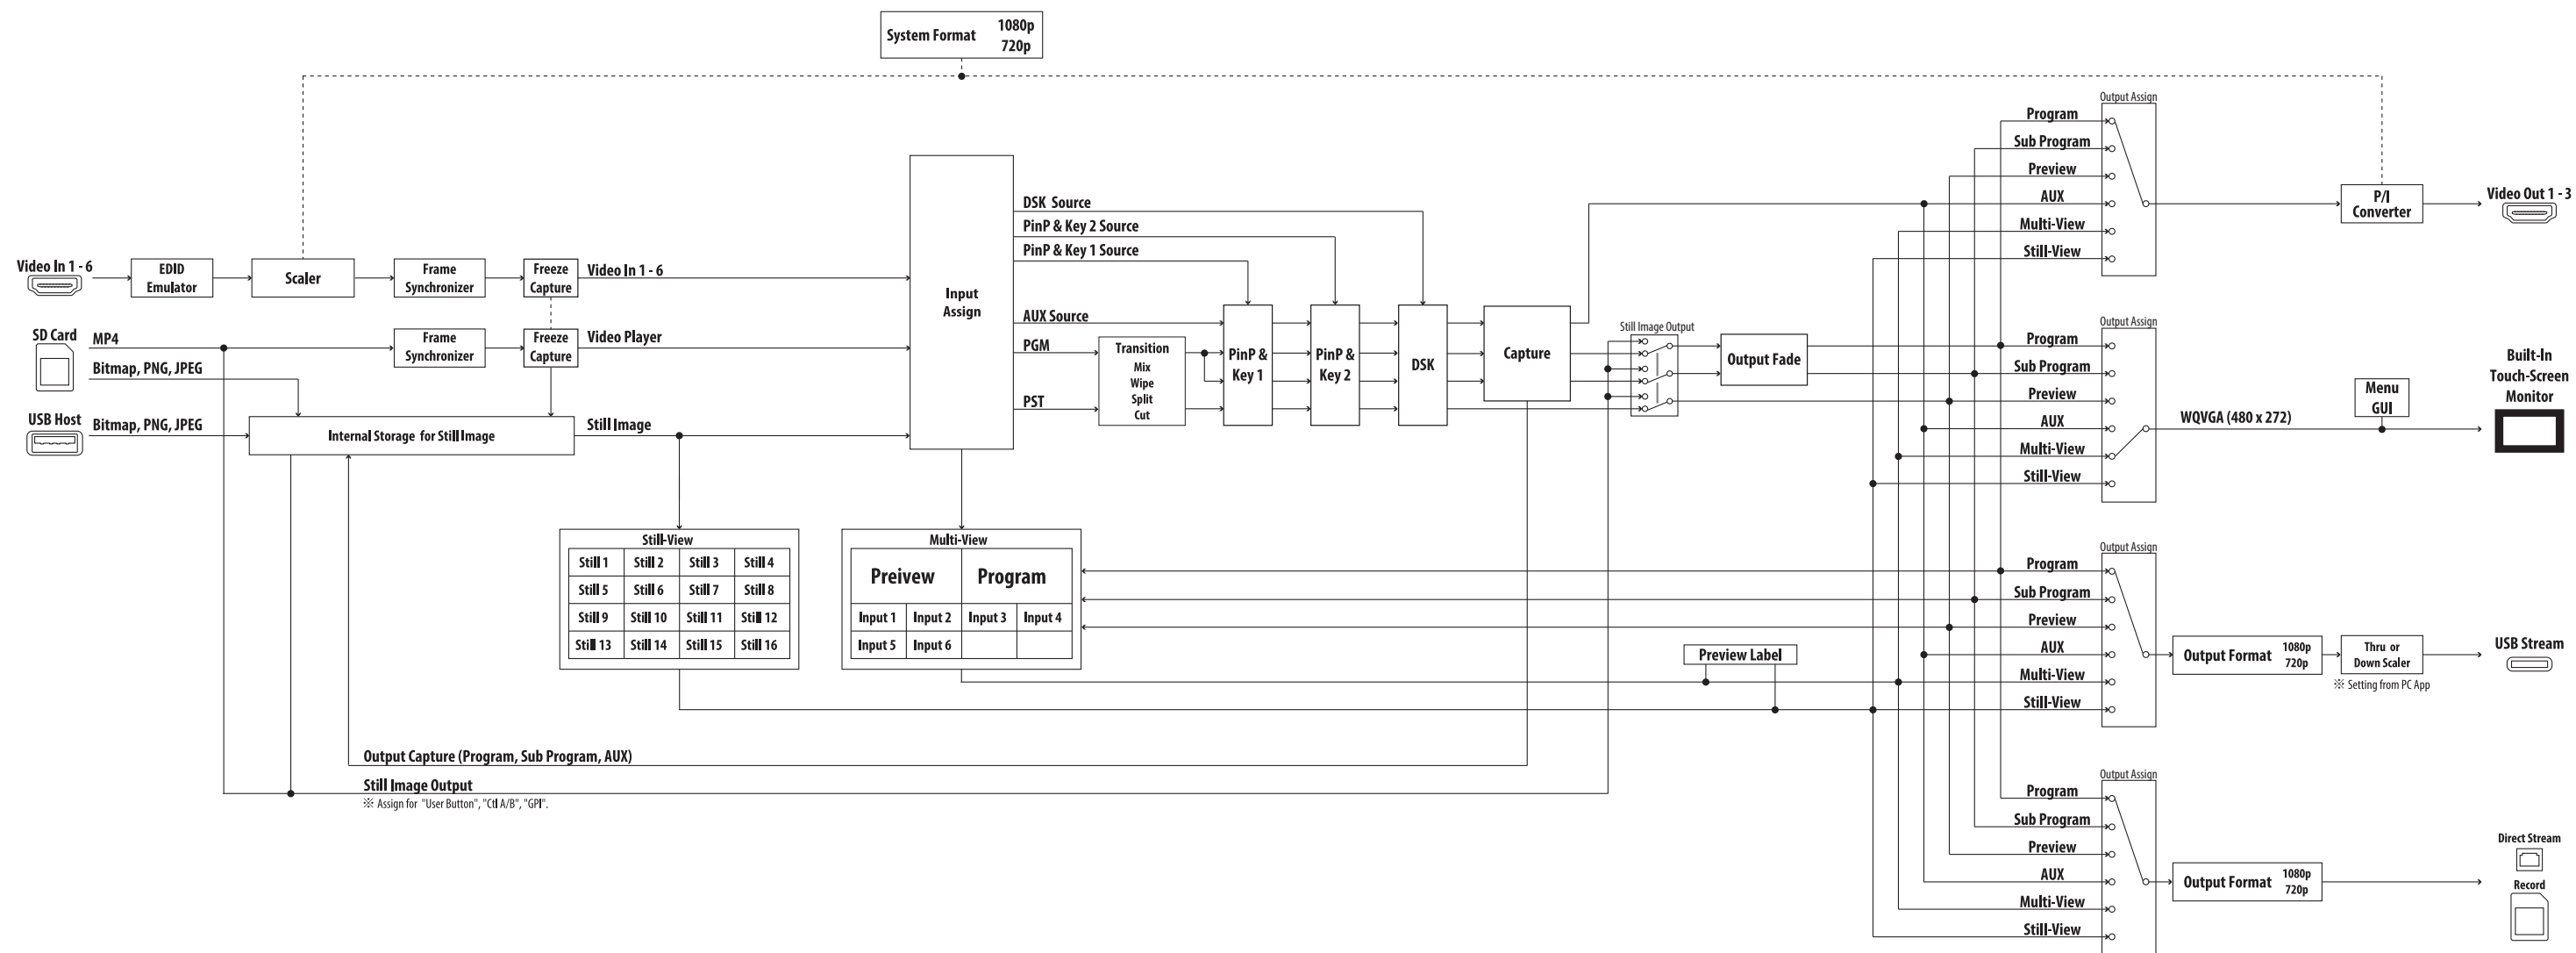 System Format 1080p
720p
Output Assign
Program
Sub Program
Preview
AUX
Multi-View
Still-View
P/I
Converter
Video Out 1 - 3
DSK Source
PinP & Key 2 Source
PinP & Key 1 Source
Video In 1 - 6
EDID
Emulator
Scaler
Frame
Synchronizer
Freeze
Capture
Video In 1 - 6
Input
Assign
AUX Source
PGM
PST
Transition
Mix
Wipe
Split
Cut
PinP &
Key 1
PinP &
Key 2
DSK
Capture
Still Image Output
Output Fade
SD Card
MP4
Bitmap, PNG, JPEG
Frame
Synchronizer
Freeze
Capture
Video Player
USB Host
Bitmap, PNG, JPEG
Internal Storage for Still Image
Still Image
Output Assign
Program
Sub Program
Preview
AUX
Multi-View
Still-View
WQVGA (480 x 272)
Menu
GUI
Built-In
Touch-Screen
Monitor
Still-View
Still 1 Still 2 Still 3 Still 4
Still 5 Still 6 Still 7 Still 8
Still 9 Still 10 Still 11 Still 12
Still 13 Still 14 Still 15 Still 16
Multi-View
Preivew Program
Input 1 Input 2 Input 3 Input 4
Input 5 Input 6
Preview Label
Output Assign
Program
Sub Program
Preview
AUX
Multi-View
Still-View
Output Format 1080p
720p
Thru or
Down Scaler
※ Setting from PC App
USB Stream
Output Capture (Program, Sub Program, AUX)
Still Image Output
※ Assign for "User Button", "Ctl A/B", "GPI".
Output Assign
Program
Sub Program
Preview
AUX
Multi-View
Still-View
Output Format 1080p
720p
Direct Stream
Record